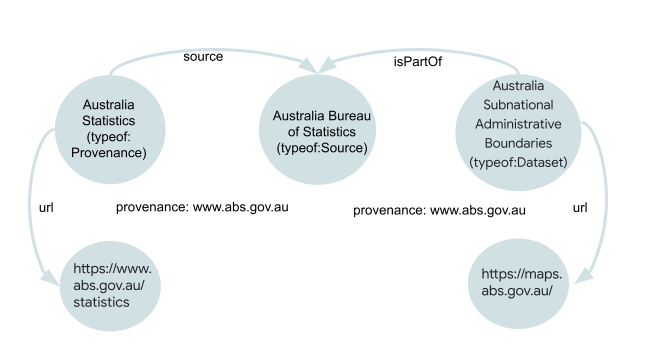 source
isPartOf
Australia
Statistics
(typeof:
Provenance)
Australia Bureau
of Statistics
(typeof:Source)
Australia
Subnational
Administrative
Boundaries
(typeof:Dataset)
url
provenance: www.abs.gov.au
provenance: www.abs.gov.au
url
https://www.
abs.gov.au/
statistics
https://maps.
abs.gov.au/